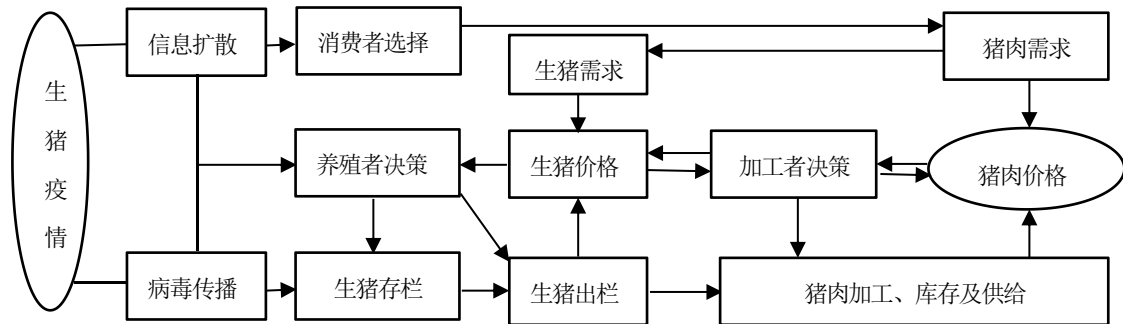 生猪疫情
信息扩散
消费者选择
猪肉需求
生猪需求
养殖者决策
生猪价格
加工者决策
猪肉价格
病毒传播
生猪存栏
生猪出栏
猪肉加工、库存及供给